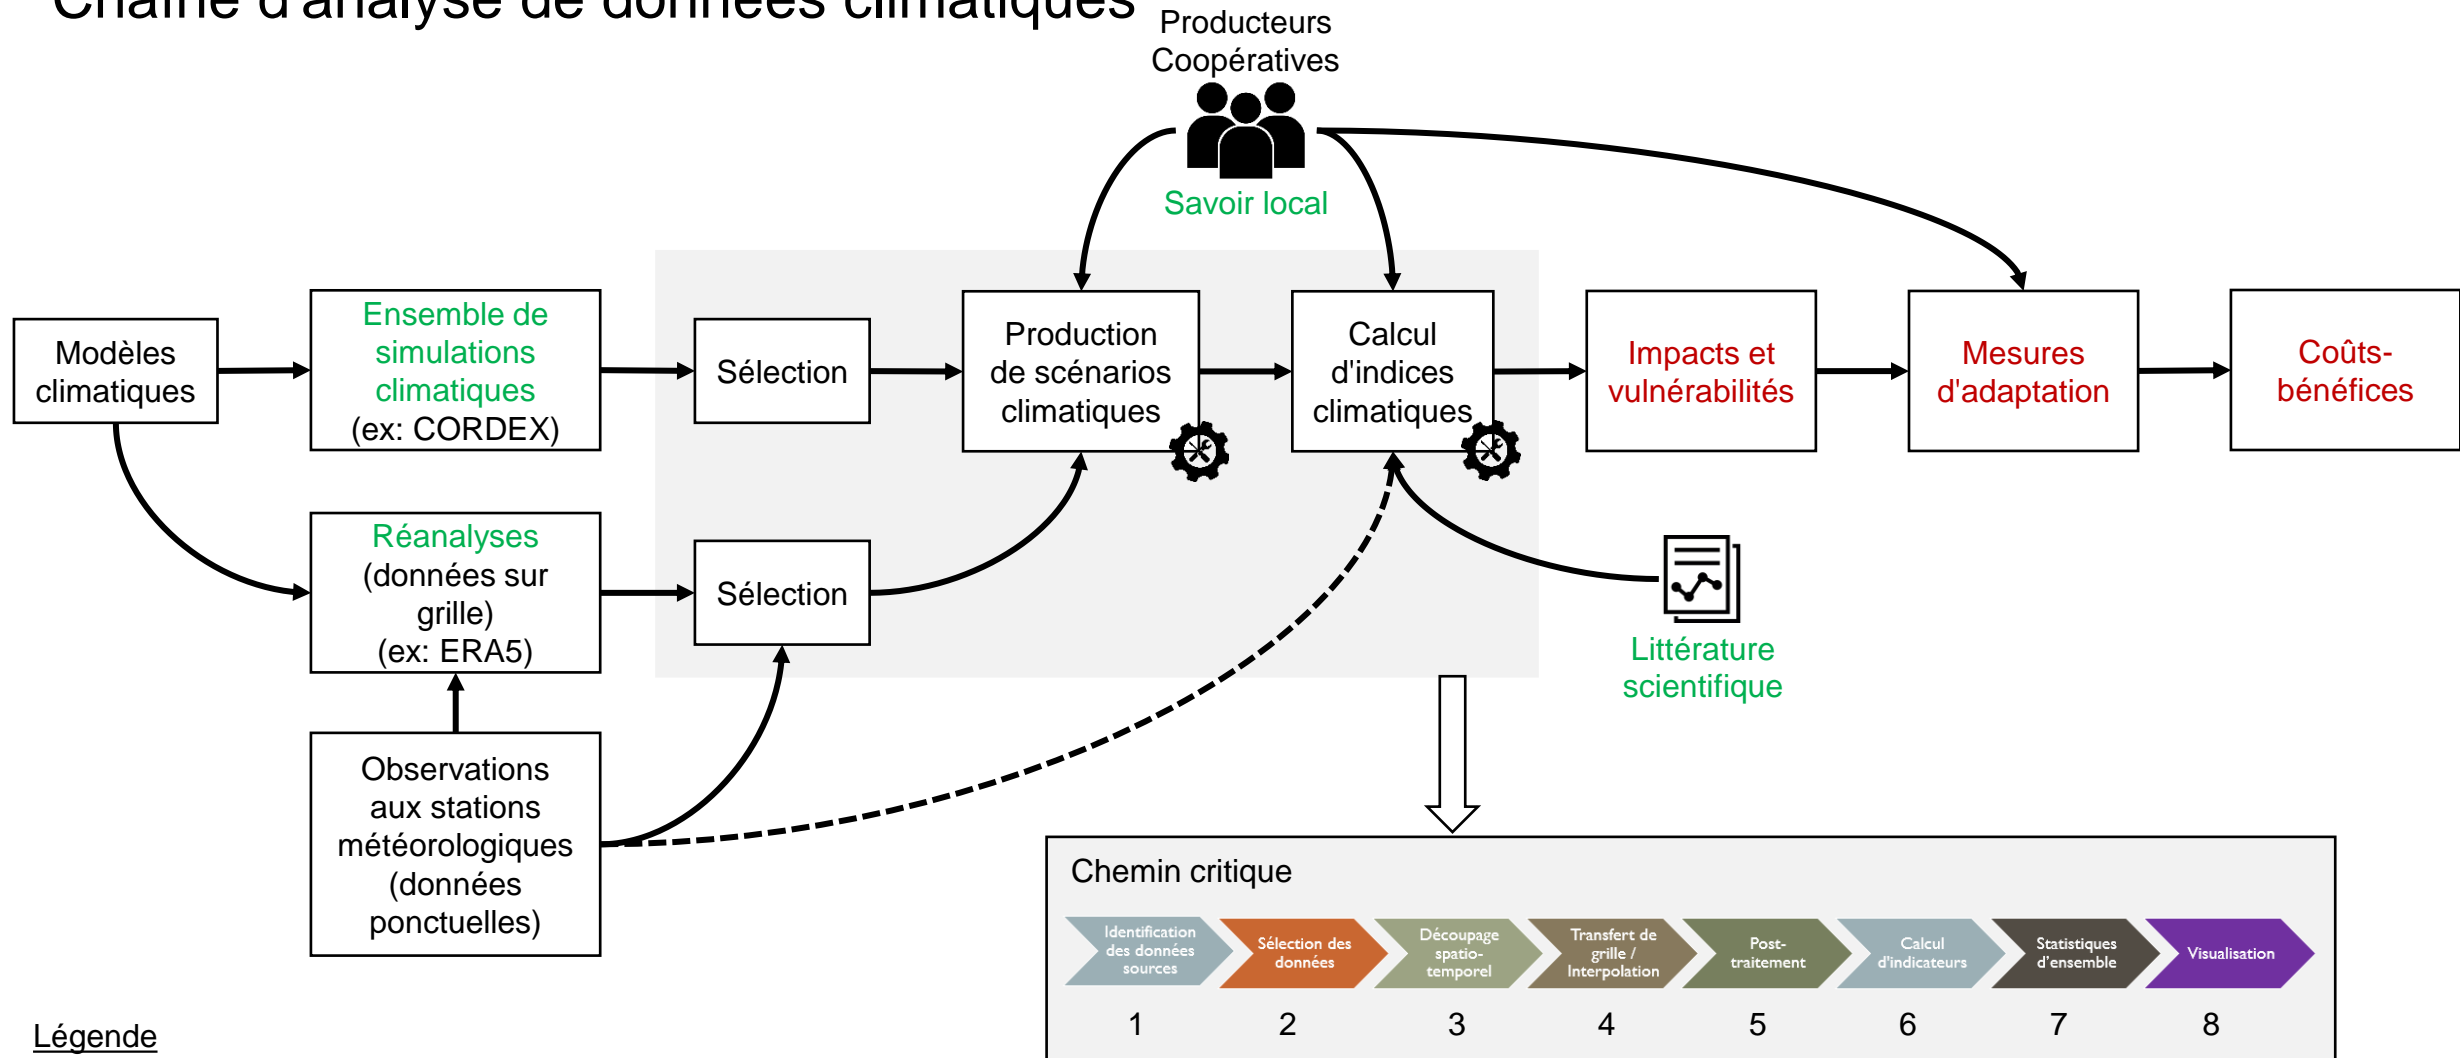 Chaîne d'analyse de données climatiques
Producteurs
Coopératives
Savoir local
Modèles
climatiques
Ensemble de
simulations
climatiques
(ex: CORDEX)
Sélection
Production
de scénarios
climatiques
Calcul
d'indices
climatiques
Impacts et
vulnérabilités
Mesures
d'adaptation
Coûts-
bénéfices
Réanalyses
(données sur
grille)
(ex: ERA5)
Sélection
Littérature
scientifique
Observations
aux stations
météorologiques
(données
ponctuelles)
Chemin critique
Identification
des données
sources
Sélection des
données
Découpage
spatio-
temporel
Transfert de
grille /
Interpolation
Post-
traitement
Calcul
d'indicateurs
Statistiques
d'ensemble
Visualisation
1 2 3 4 5 6 7 8
Légende